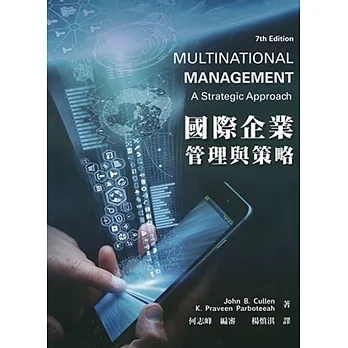 7th Edition
MULTINATIONAL
MANAGEMENT
A Strategic Approach
國際企業
管理與策略
John B. Cullen
K. Praveen Parboteeah 著
何志峰 編審 楊慎淇 譯